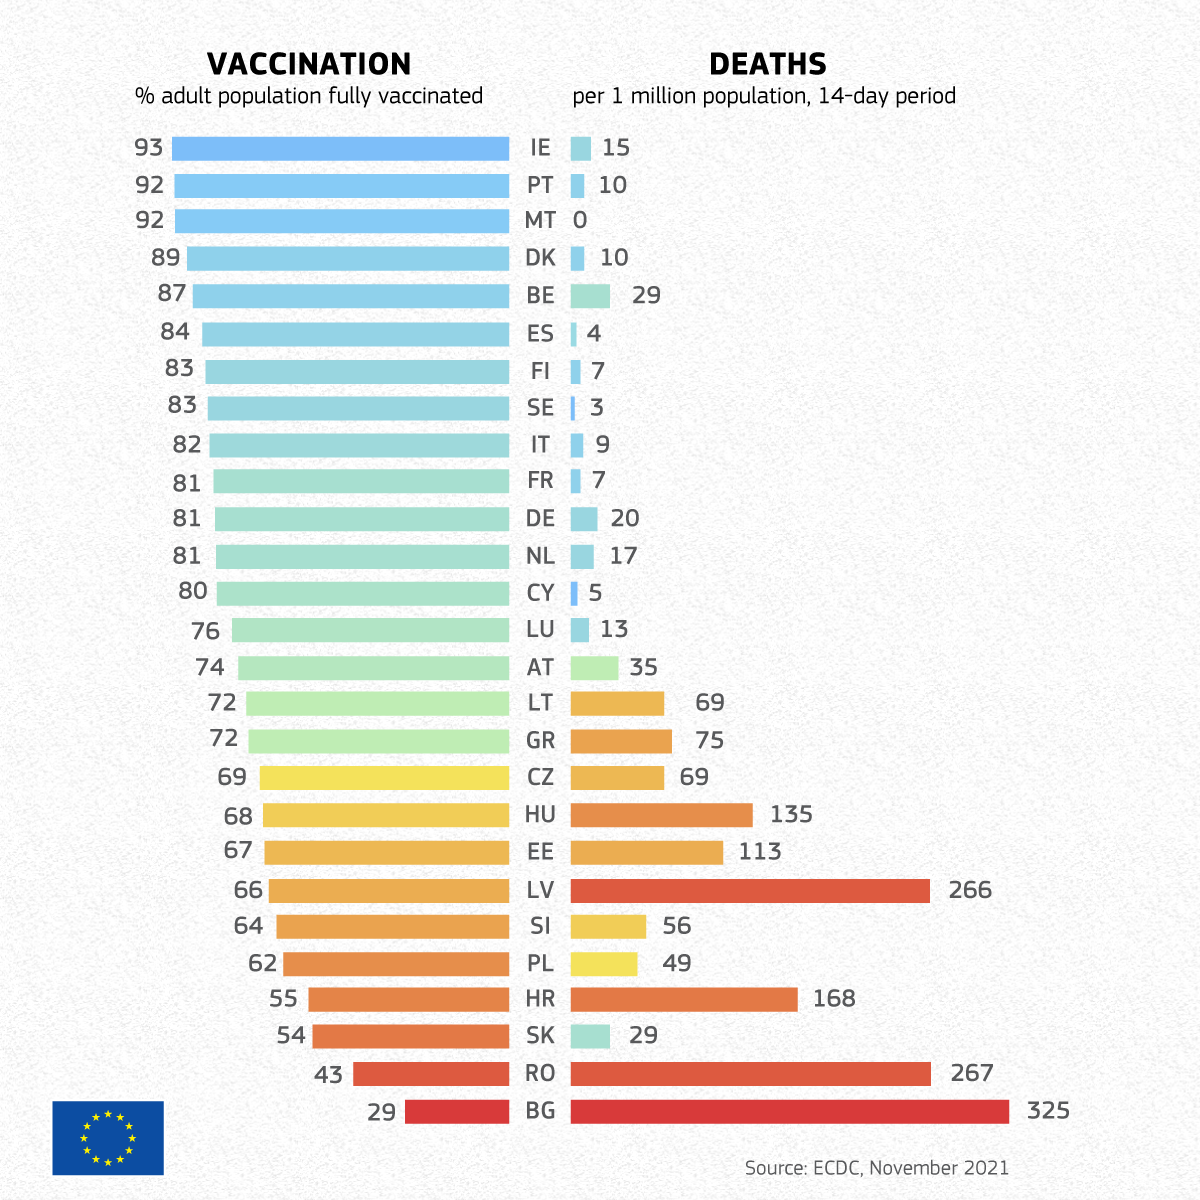 VACCINATION
% adult population fully vaccinated
DEATHS
per 1 million population, 14-day period
93 IE 15
92 PT 10
92 MT 0
89 DK 10
87 BE 29
84 ES 4
83 FI 7
83 SE 3
82 IT 9
81 FR 7
81 DE 20
81 NL 17
80 CY 5
76 LU 13
74 AT 35
72 LT 69
72 GR 75
69 CZ 69
68 HU 135
67 EE 113
66 LV 266
64 SI 56
62 PL 49
55 HR 168
54 SK 29
43 RO 267
29 BG 325
Source: ECDC, November 2021